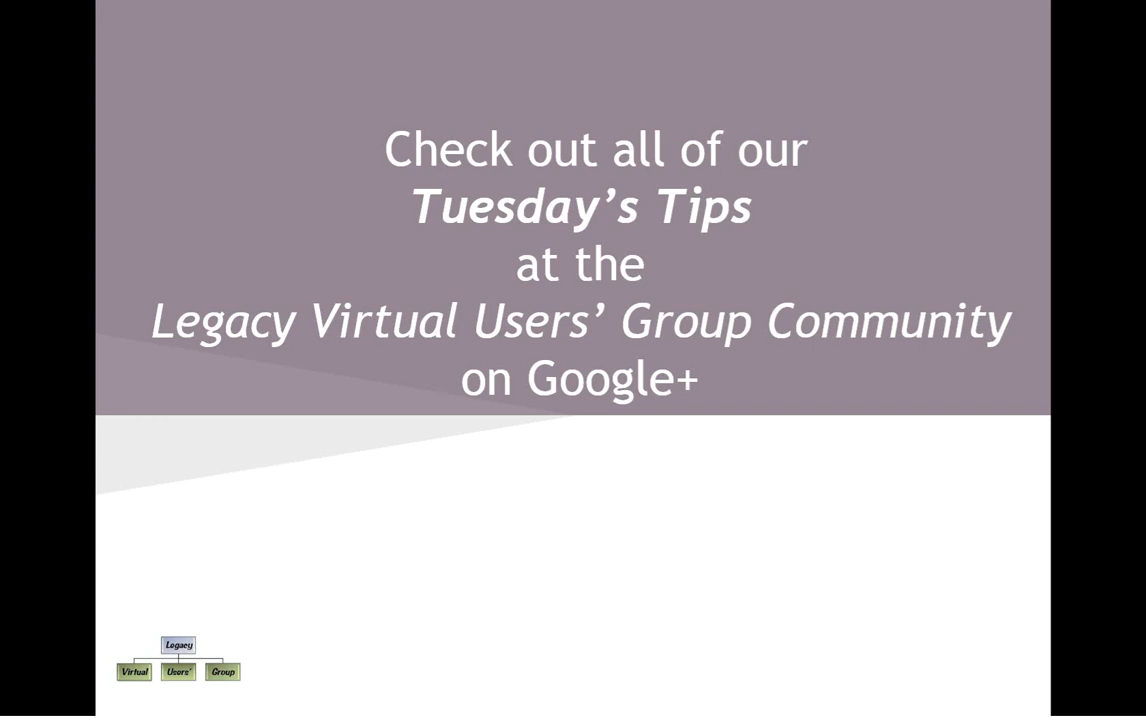 Check out all of our
Tuesday’s Tips
at the
Legacy Virtual Users’ Group Community
on Google+
Legacy
Virtual Users’ Group